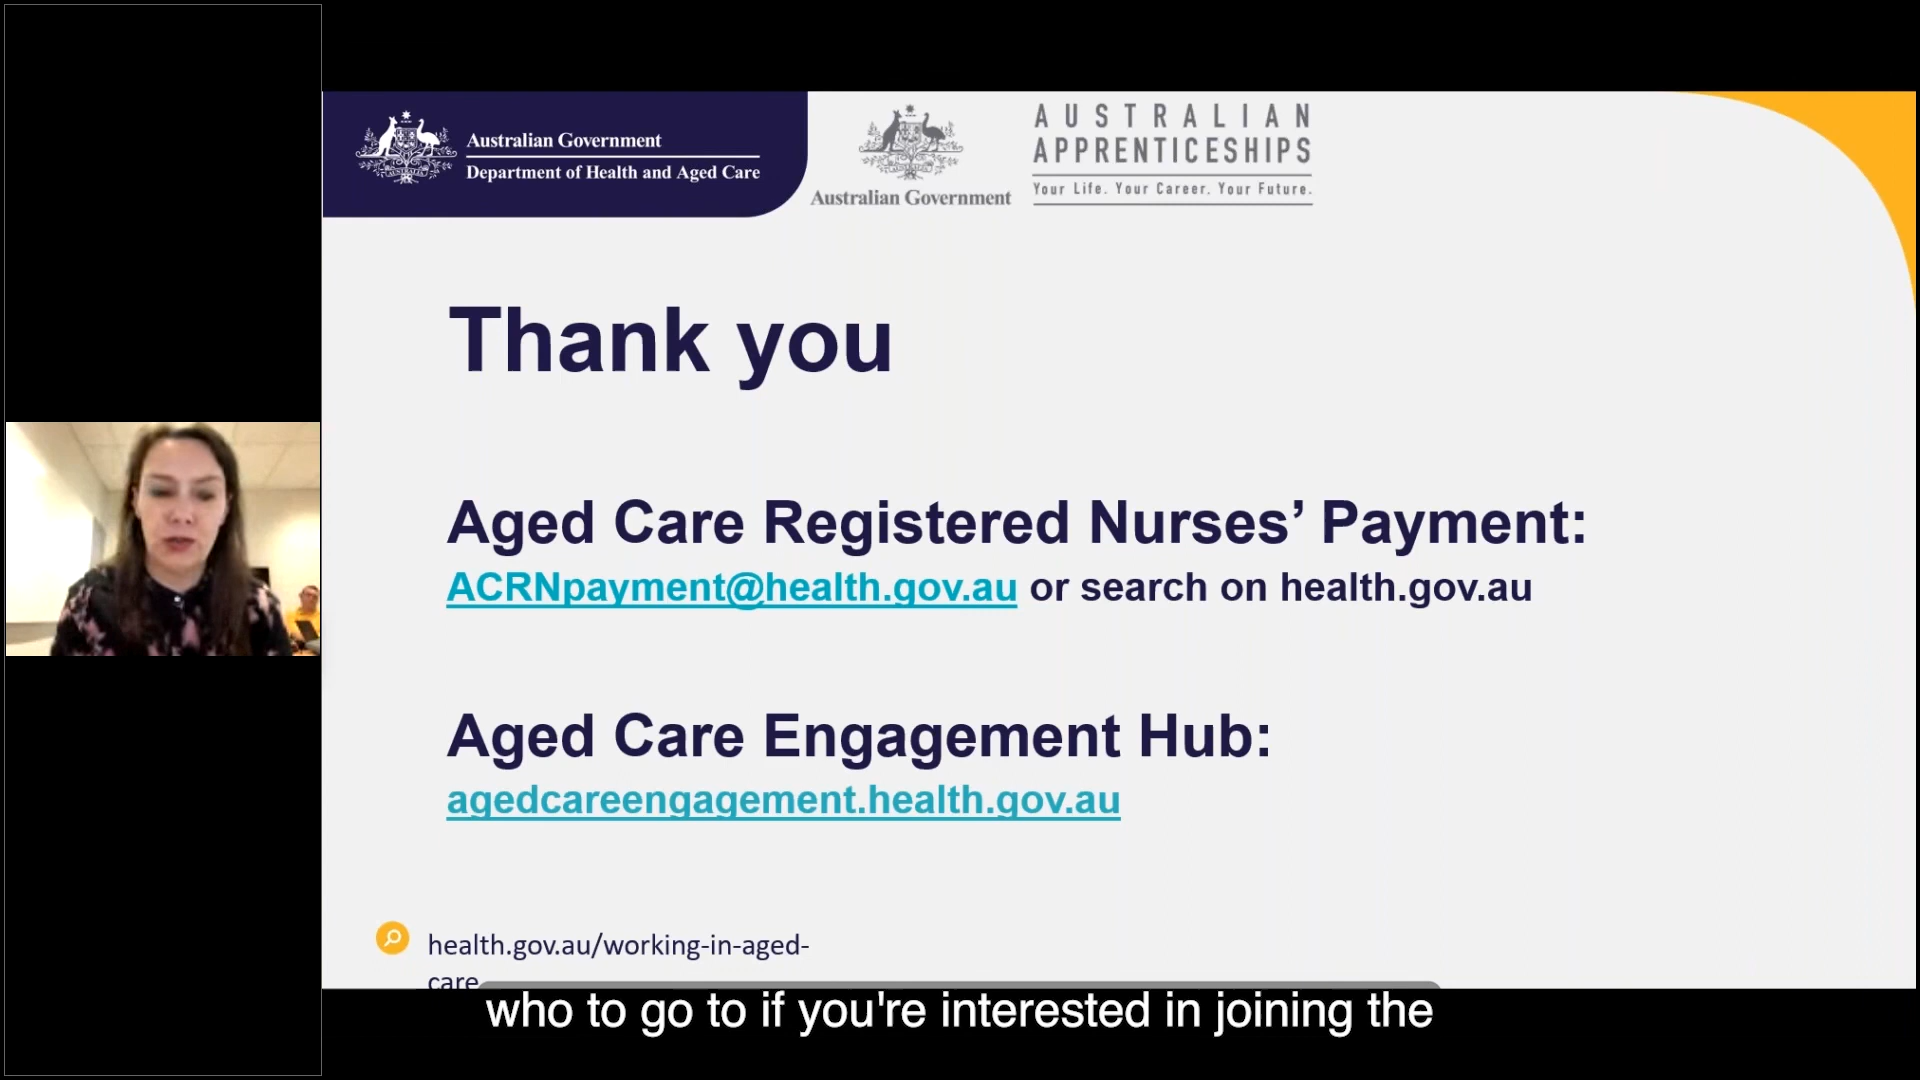 Australian Government
Department of Health and Aged Care
Australian Government
AUSTRALIAN
APPRENTICESHIPS
Your Life. Your Career. Your Future.
Thank you
Aged Care Registered Nurses’ Payment:
ACRNpayment@health.gov.au or search on health.gov.au
Aged Care Engagement Hub:
agedcareengagement.health.gov.au
health.gov.au/working-in-aged-
care
who to go to if you're interested in joining the